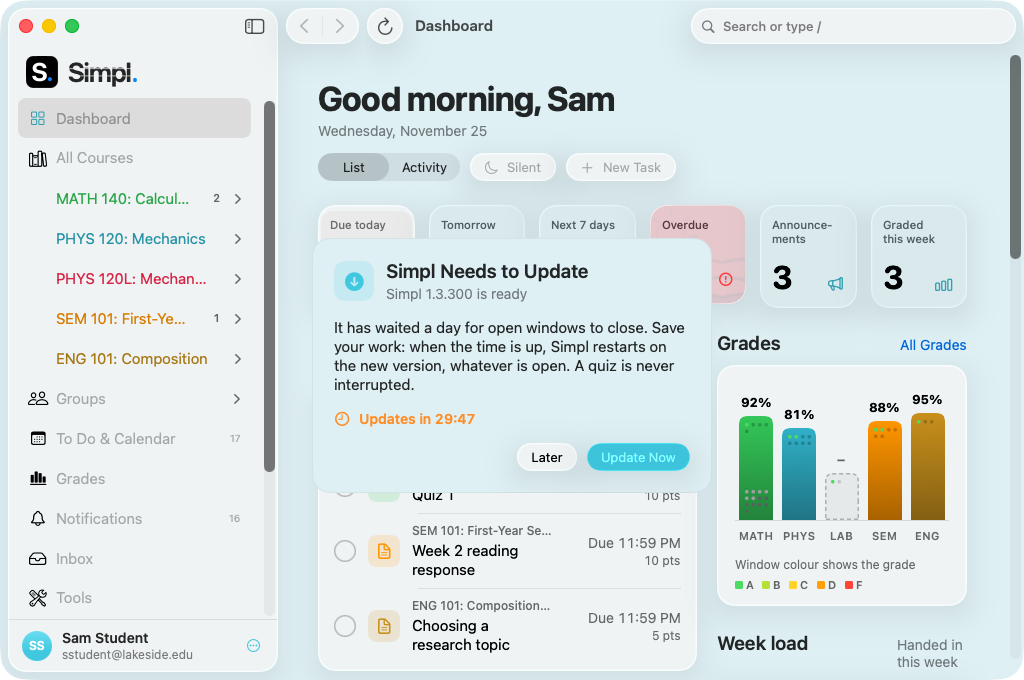 Dashboard
Search or type /
S.
Simpl.
Dashboard
All Courses
MATH 140: Calcul... 2
PHYS 120: Mechanics
PHYS 120L: Mechan...
SEM 101: First-Ye... 1
ENG 101: Composition
Groups
To Do & Calendar 17
Grades
Notifications 16
Inbox
Tools
SS
Sam Student
sstudent@lakeside.edu
Good morning, Sam
Wednesday, November 25
List
Activity
Silent
New Task
Due today
Tomorrow
Next 7 days
Overdue
Announce-
ments
3
Graded
this week
3
Simpl Needs to Update
Simpl 1.3.300 is ready
It has waited a day for open windows to close. Save
your work: when the time is up, Simpl restarts on
the new version, whatever is open. A quiz is never
interrupted.
Updates in 29:47
Later
Update Now
Quiz 1
10 pts
SEM 101: First-Year Se...
Week 2 reading
response
Due 11:59 PM
10 pts
ENG 101: Composition...
Choosing a
research topic
Due 11:59 PM
5 pts
Grades
All Grades
92%
81%
–
88%
95%
MATH PHYS LAB SEM ENG
Window colour shows the grade
A B C D F
Week load
Handed in
this week